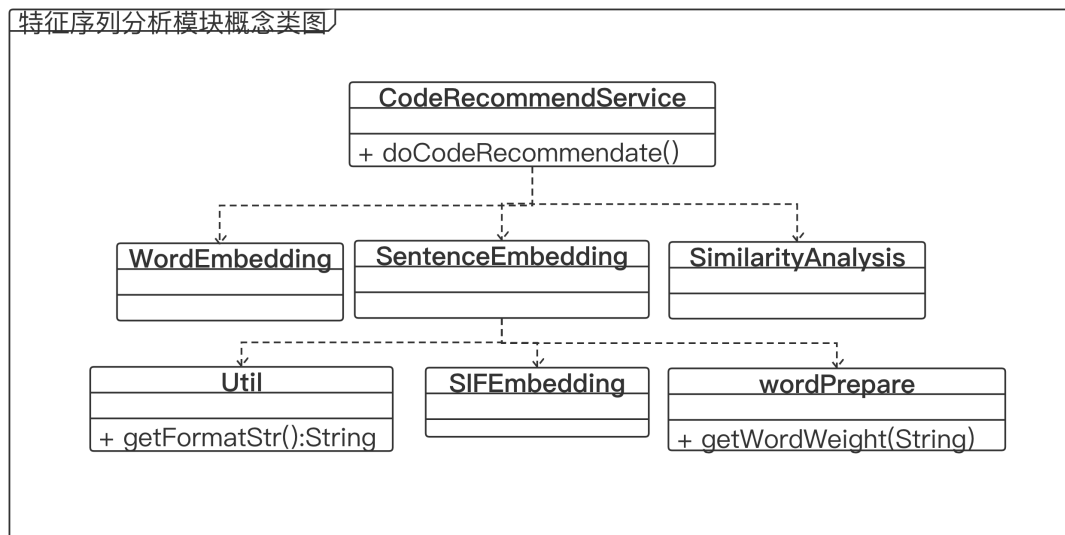 特征序列分析模块概念类图
CodeRecommendService
+ doCodeRecommendate()
WordEmbedding
SentenceEmbedding
SimilarityAnalysis
Util
+ getFormatStr():String
SIFEmbedding
wordPrepare
+ getWordWeight(String)